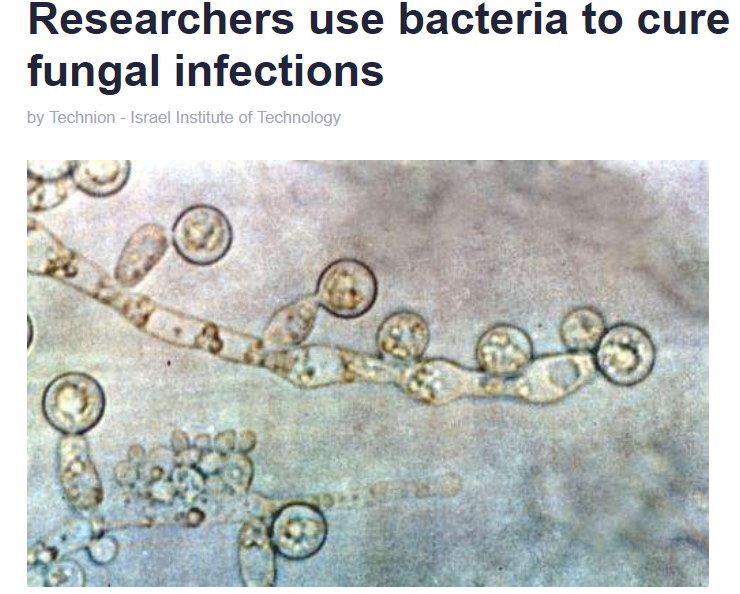 Researchers use bacteria to cure
fungal infections
by Technion - Israel Institute of Technology